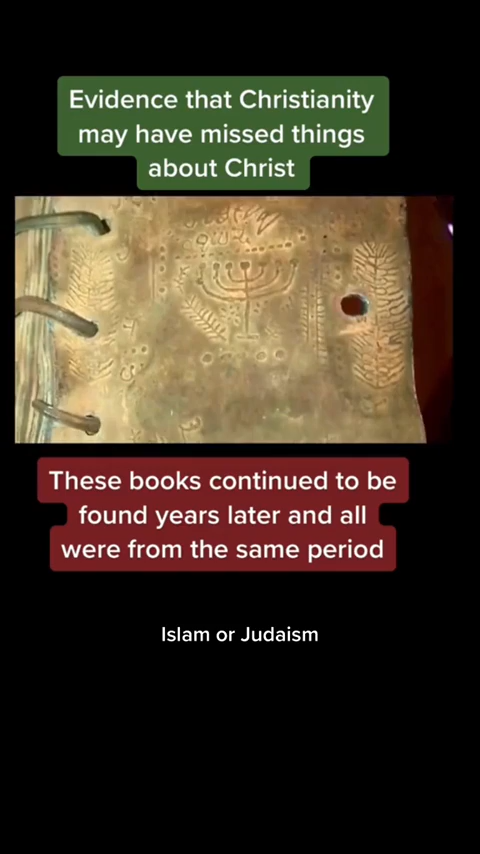 Evidence that Christianity
may have missed things
about Christ
These books continued to be
found years later and all
were from the same period
Islam or Judaism